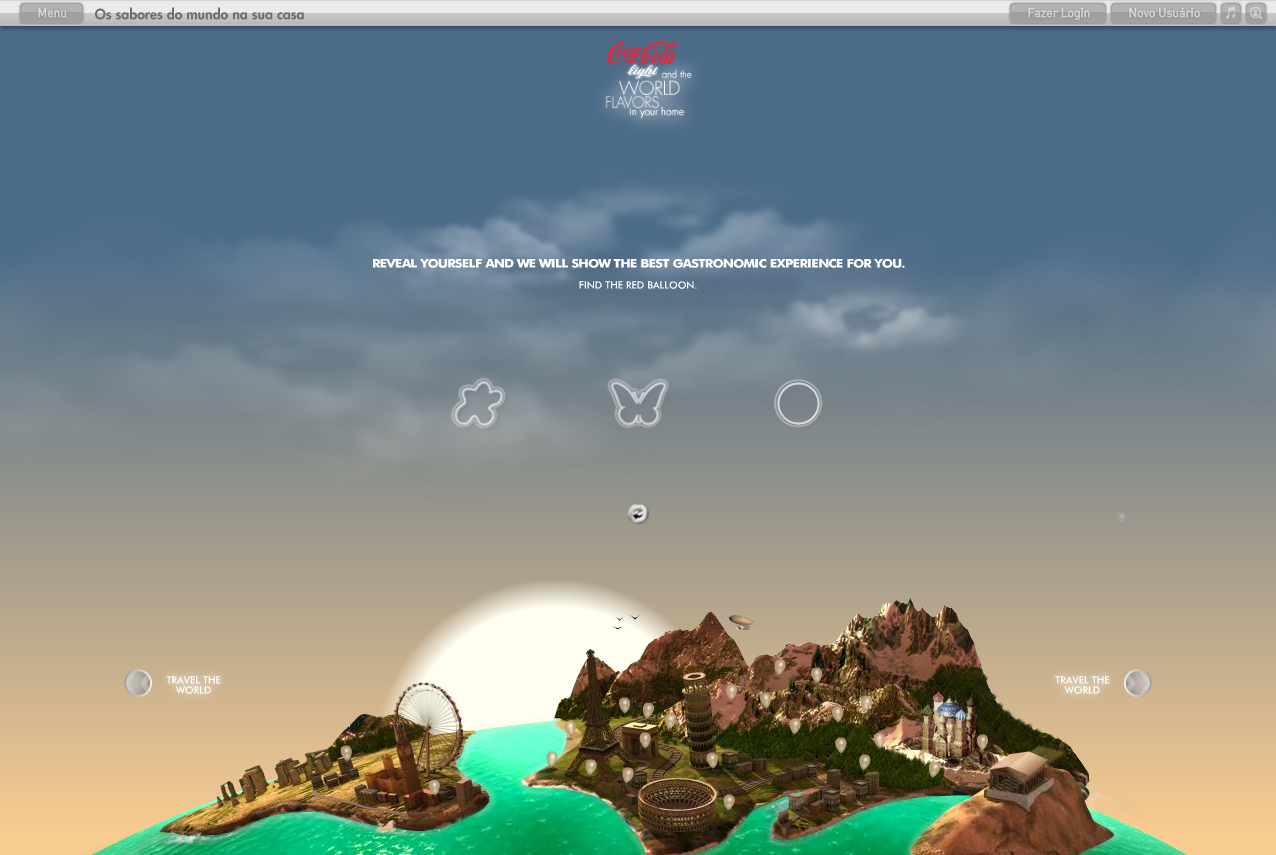 Menu
Os sabores do mundo na sua casa
Fazer Login
Novo Usuário
Coca-Cola
light and the
WORLD
FLAVORS
in your home
REVEAL YOURSELF AND WE WILL SHOW THE BEST GASTRONOMIC EXPERIENCE FOR YOU.
FIND THE RED BALLOON.
TRAVEL THE
WORLD
TRAVEL THE
WORLD